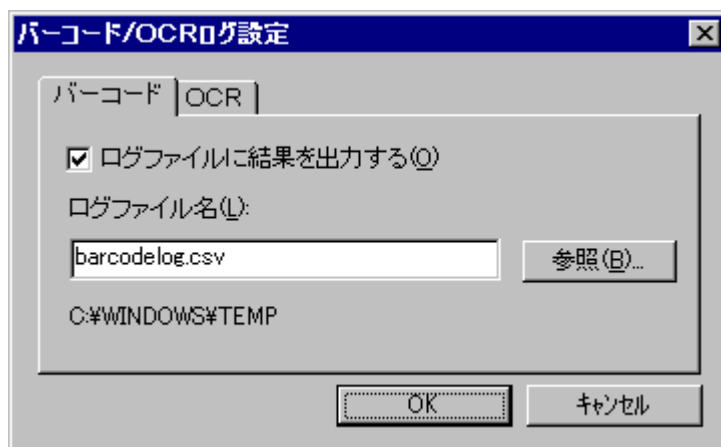 バーコード/OCRログ設定
バーコード OCR
ログファイルに結果を出力する(O)
ログファイル名(L):
barcodelog.csv 参照(B)...
C:¥WINDOWS¥TEMP
OK キャンセル